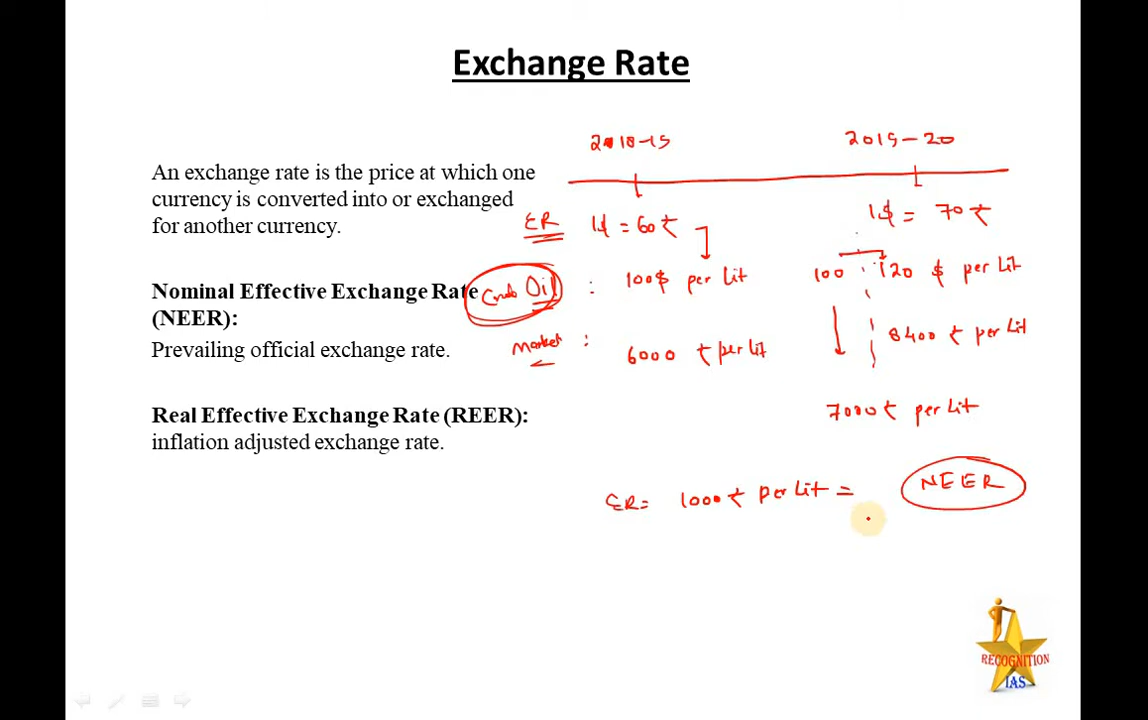 Exchange Rate
2010-15
2015-20
An exchange rate is the price at which one
currency is converted into or exchanged
for another currency.
ER 1$ = 60₹
1$ = 70₹
Nominal Effective Exchange Rate
(NEER):
Oil : 100$ per Lit
100 120 $ per Lit
Prevailing official exchange rate.
Market : 6000 ₹ per lit
8400 ₹ per Lit
Real Effective Exchange Rate (REER):
inflation adjusted exchange rate.
7000₹ per Lit
ER = 1000₹ per Lit = NEER
RECOGNITION
IAS